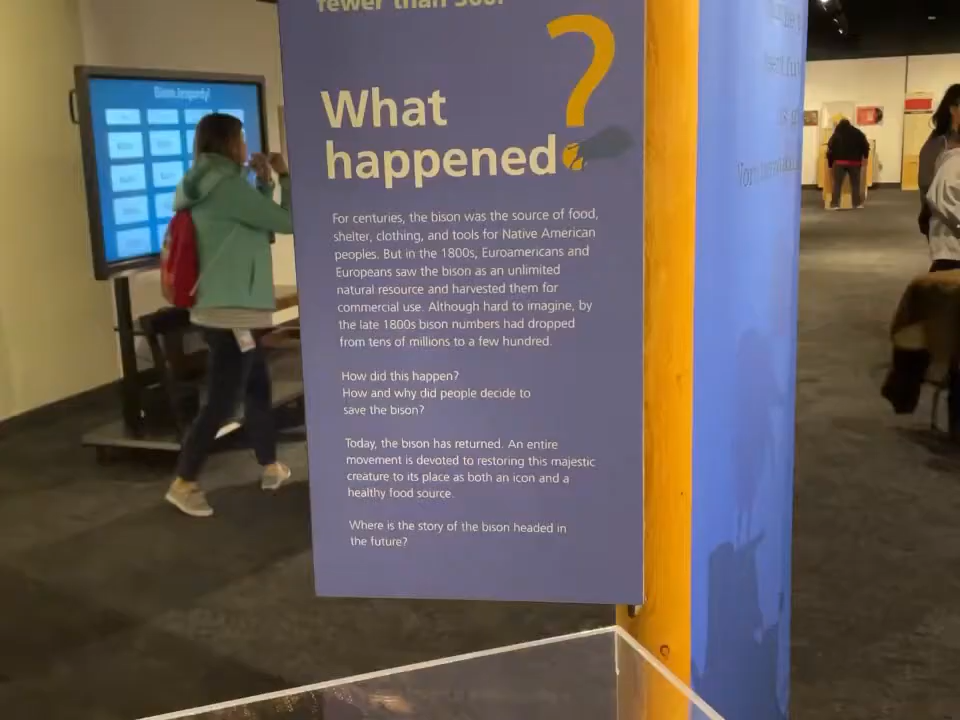 fewer than 300.
What
happened?
For centuries, the bison was the source of food,
shelter, clothing, and tools for Native American
peoples. But in the 1800s, Euroamericans and
Europeans saw the bison as an unlimited
natural resource and harvested them for
commercial use. Although hard to imagine, by
the late 1800s bison numbers had dropped
from tens of millions to a few hundred.
How did this happen?
How and why did people decide to
save the bison?
Today, the bison has returned. An entire
movement is devoted to restoring this majestic
creature to its place as both an icon and a
healthy food source.
Where is the story of the bison headed in
the future?
Bison Jeopardy!